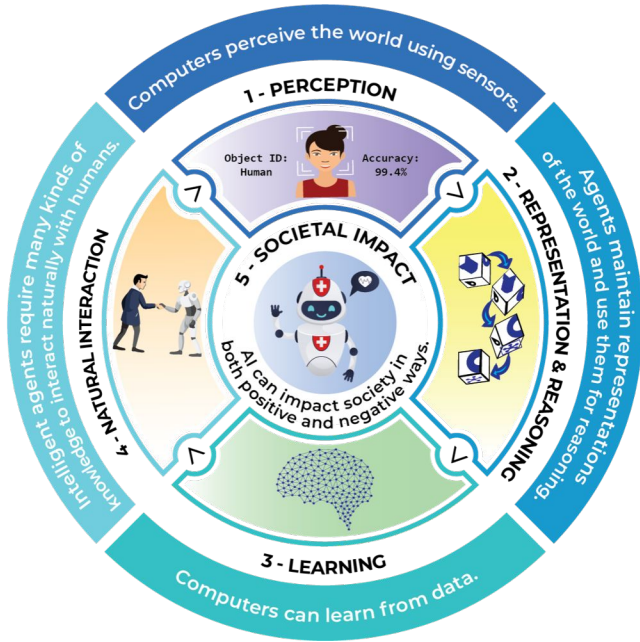 Computers perceive the world using sensors.
1 - PERCEPTION
Object ID:
Human
Accuracy:
99.4%
Agents maintain representations
of the world and use them for reasoning.
2 - REPRESENTATION & REASONING
3 - LEARNING
Computers can learn from data.
Intelligent agents require many kinds of
knowledge to interact naturally with humans.
4 - NATURAL INTERACTION
5 - SOCIETAL IMPACT
AI can impact society in
both positive and negative ways.